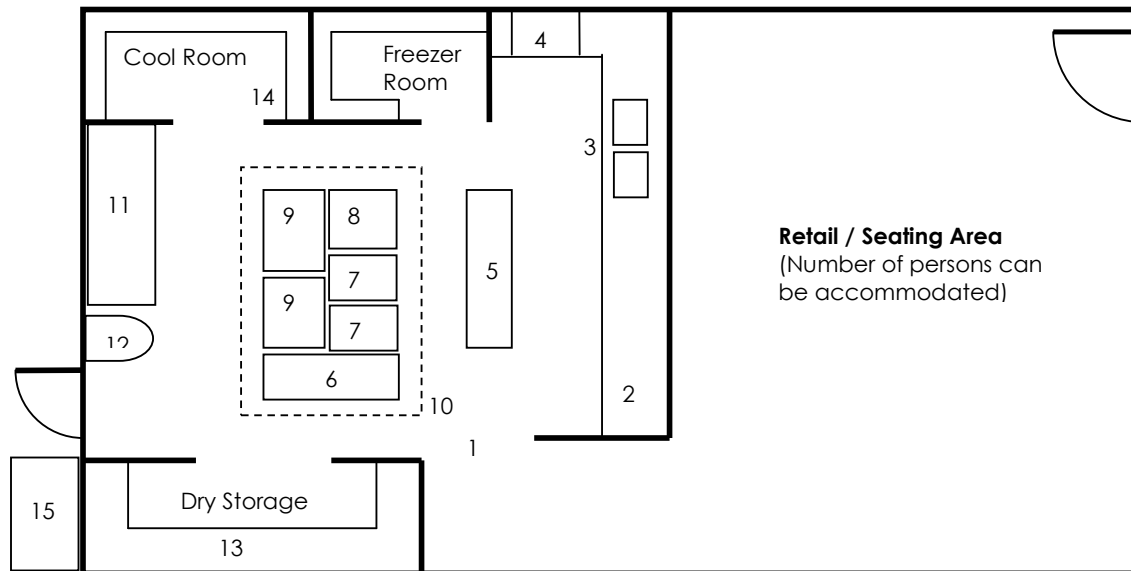 Cool Room
Freezer
Room
4
14
3
11
9
8
Retail / Seating Area
(Number of persons can
be accommodated)
5
7
9
7
12
6
2
10
1
15
Dry Storage
13